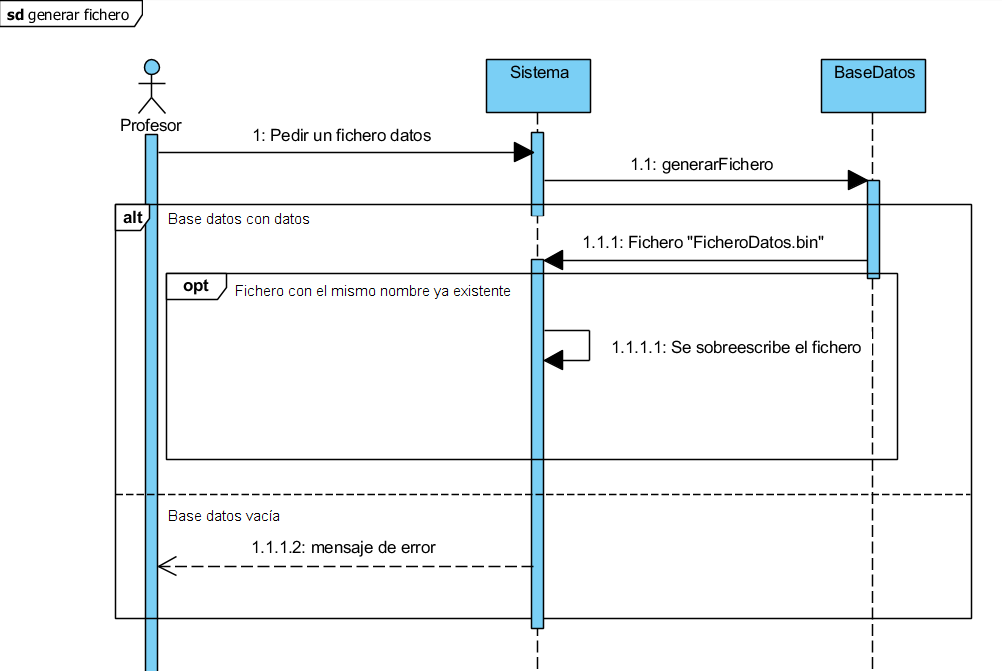 sd generar fichero
Sistema
BaseDatos
Profesor
1: Pedir un fichero datos
1.1: generarFichero
alt
Base datos con datos
1.1.1: Fichero "FicheroDatos.bin"
opt
Fichero con el mismo nombre ya existente
1.1.1.1: Se sobreescribe el fichero
Base datos vacía
1.1.1.2: mensaje de error